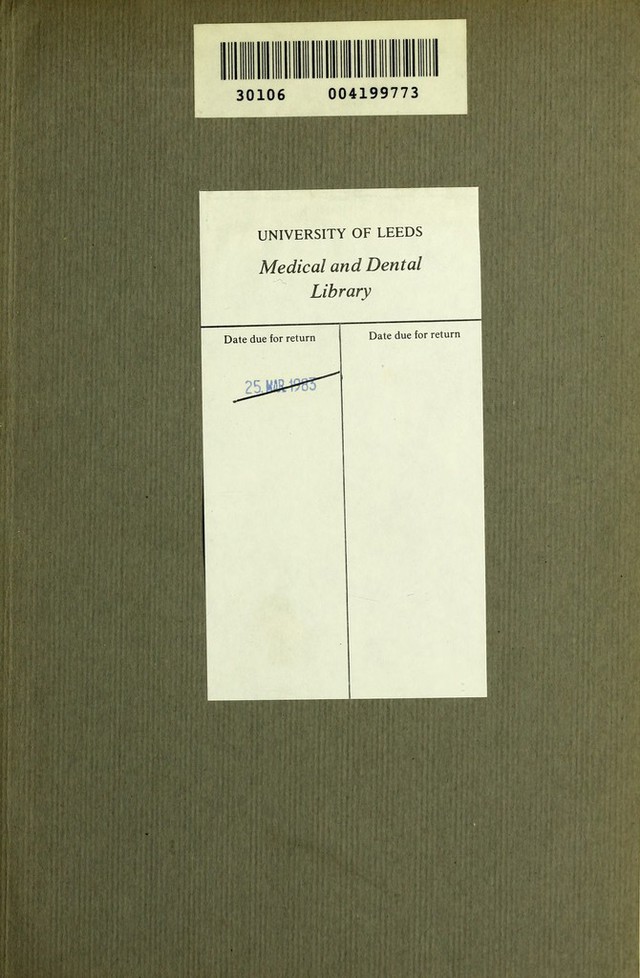 30106 004199773
UNIVERSITY OF LEEDS
Medical and Dental
Library
Date due for return Date due for return
25. MAR 1983